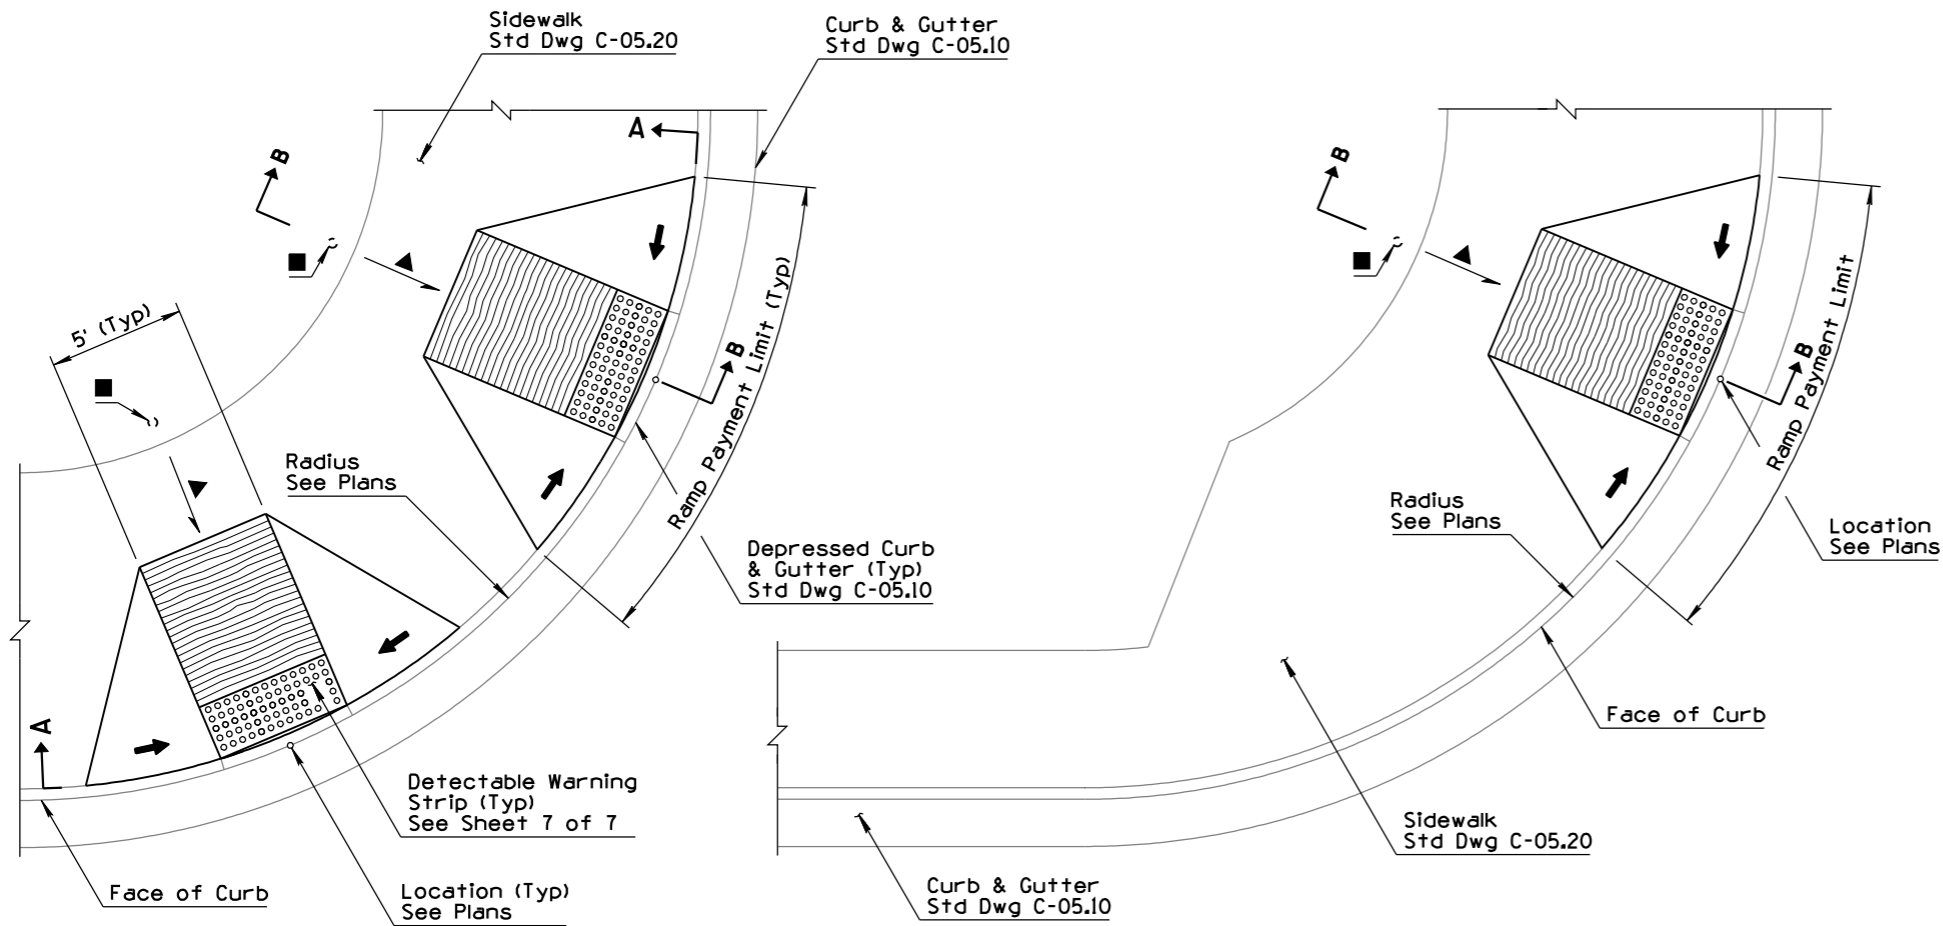 Sidewalk
Std Dwg C-05.20
Curb & Gutter
Std Dwg C-05.10
A
B
5' (Typ)
Ramp Payment Limit (Typ)
B
Radius
See Plans
Depressed Curb
& Gutter (Typ)
Std Dwg C-05.10
A
Detectable Warning
Strip (Typ)
See Sheet 7 of 7
Face of Curb
Location (Typ)
See Plans
B
Ramp Payment Limit
B
Radius
See Plans
Location
See Plans
Face of Curb
Sidewalk
Std Dwg C-05.20
Curb & Gutter
Std Dwg C-05.10